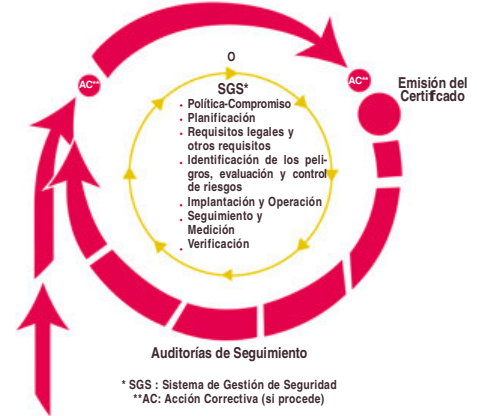 O
AC**
AC**
SGS*
Emisión del
Certificado
. Política-Compromiso
. Planificación
. Requisitos legales y
otros requisitos
. Identificación de los peli-
gros, evaluación y control
de riesgos
. Implantación y Operación
. Seguimiento y
Medición
. Verificación
Auditorías de Seguimiento
* SGS : Sistema de Gestión de Seguridad
**AC: Acción Correctiva (si procede)